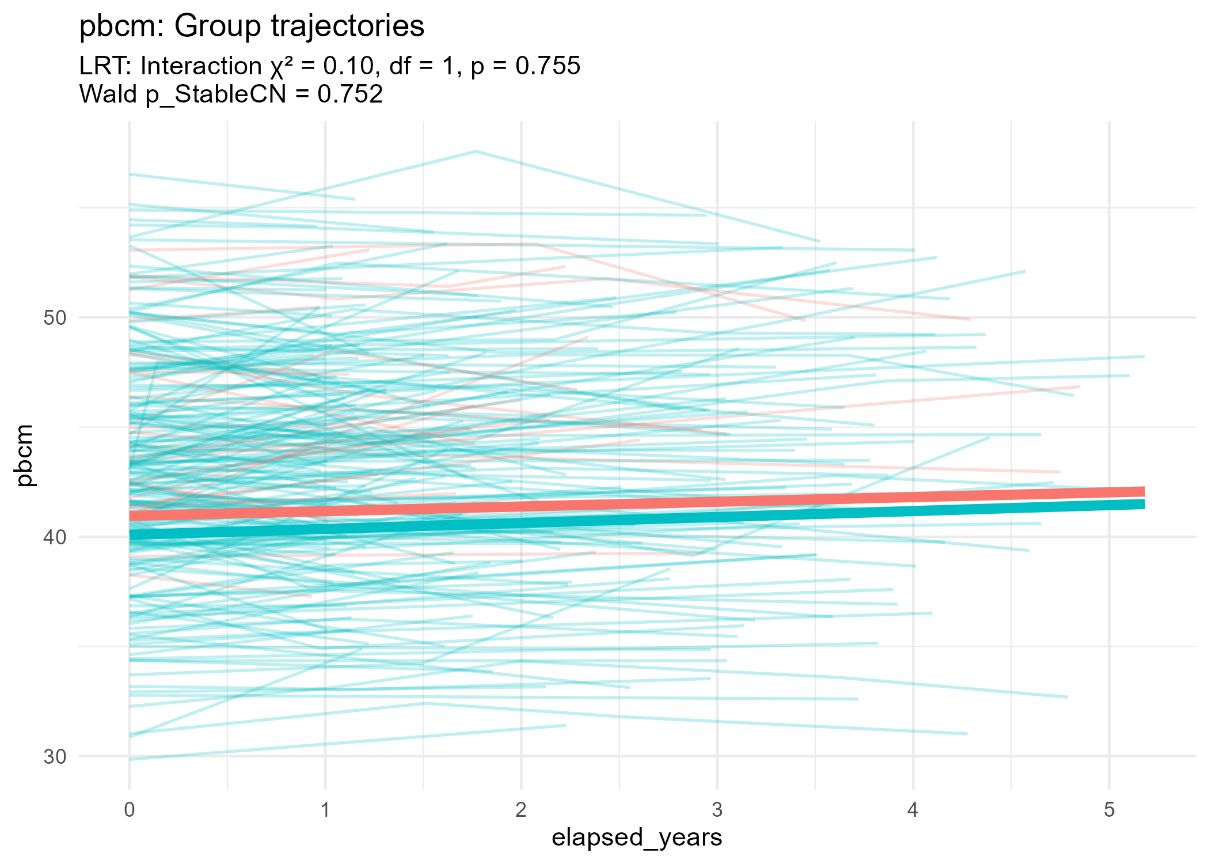 pbcm: Group trajectories
LRT: Interaction χ² = 0.10, df = 1, p = 0.755
Wald p_StableCN = 0.752
pbcm
50
40
30
0 1 2 3 4 5
elapsed_years